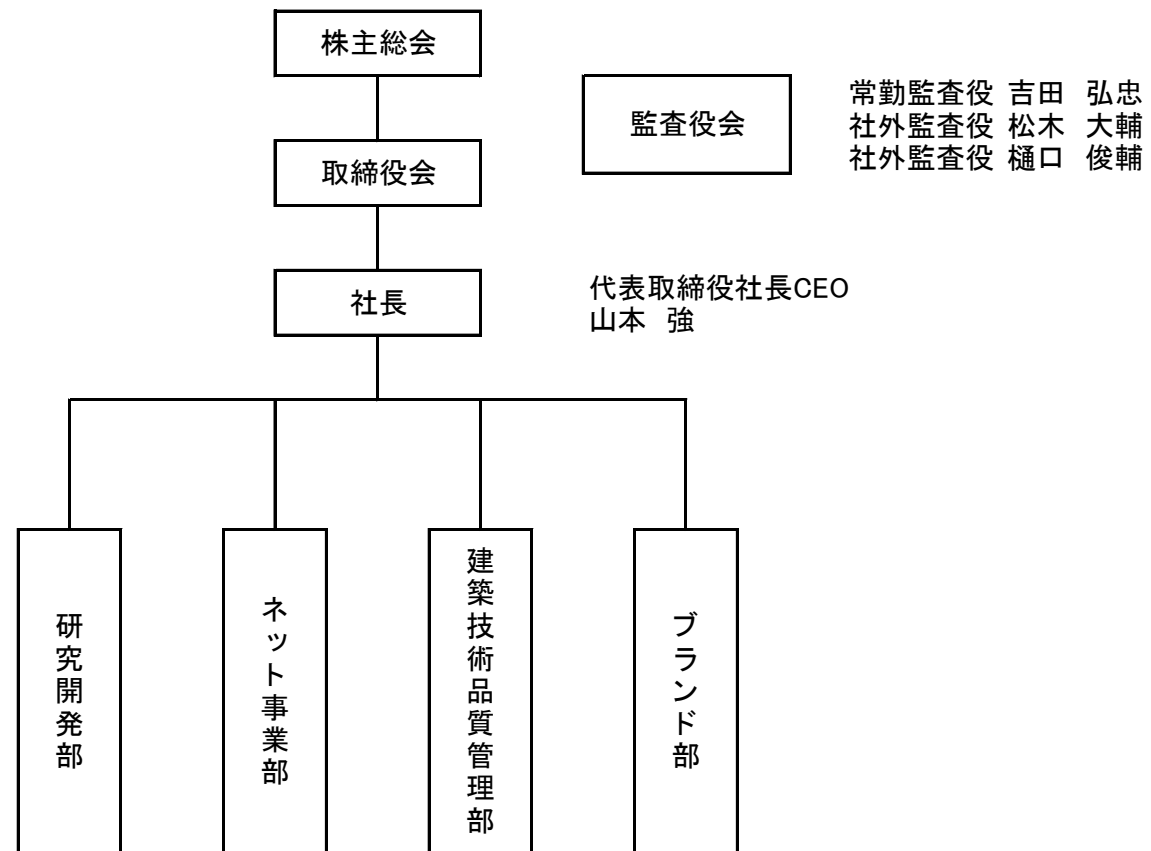 株主総会
監査役会
常勤監査役 吉田　弘忠
社外監査役 松木　大輔
社外監査役 樋口　俊輔
取締役会
社長
代表取締役社長CEO
山本　強
研究開発部
ネット事業部
建築技術品質管理部
ブランド部